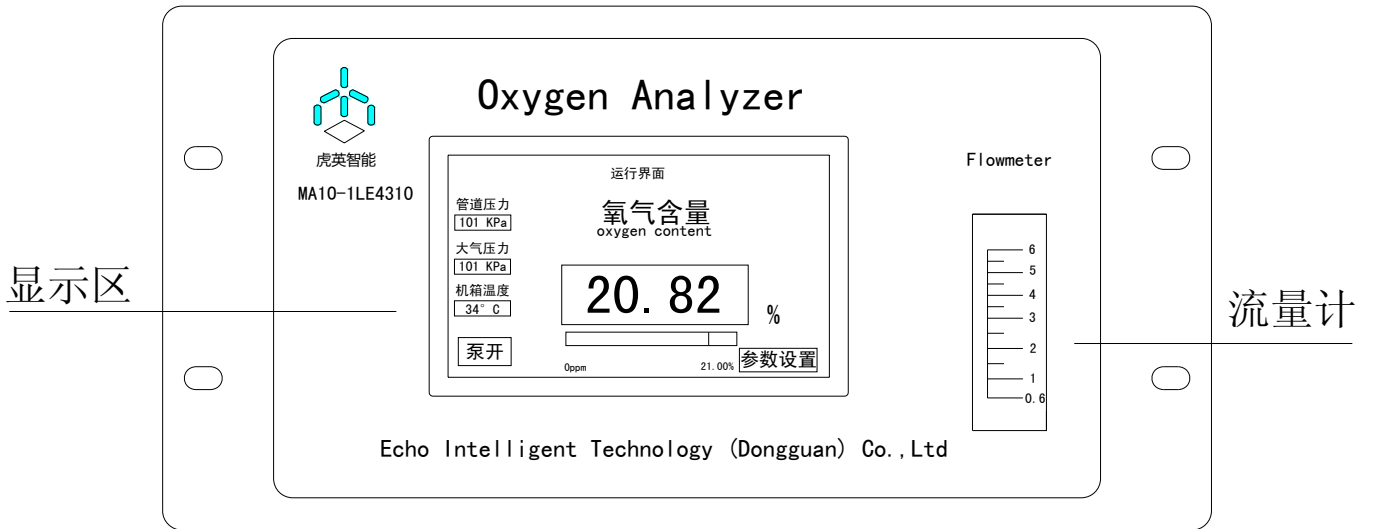 Oxygen Analyzer
虎英智能
MA10-1LE4310
运行界面
管道压力
101 KPa
氧气含量
oxygen content
大气压力
101 KPa
机箱温度
34° C
20.82
%
泵开
0ppm
21.00%
参数设置
Flowmeter
6
5
4
3
2
1
0.6
显示区
流量计
Echo Intelligent Technology (Dongguan) Co.,Ltd